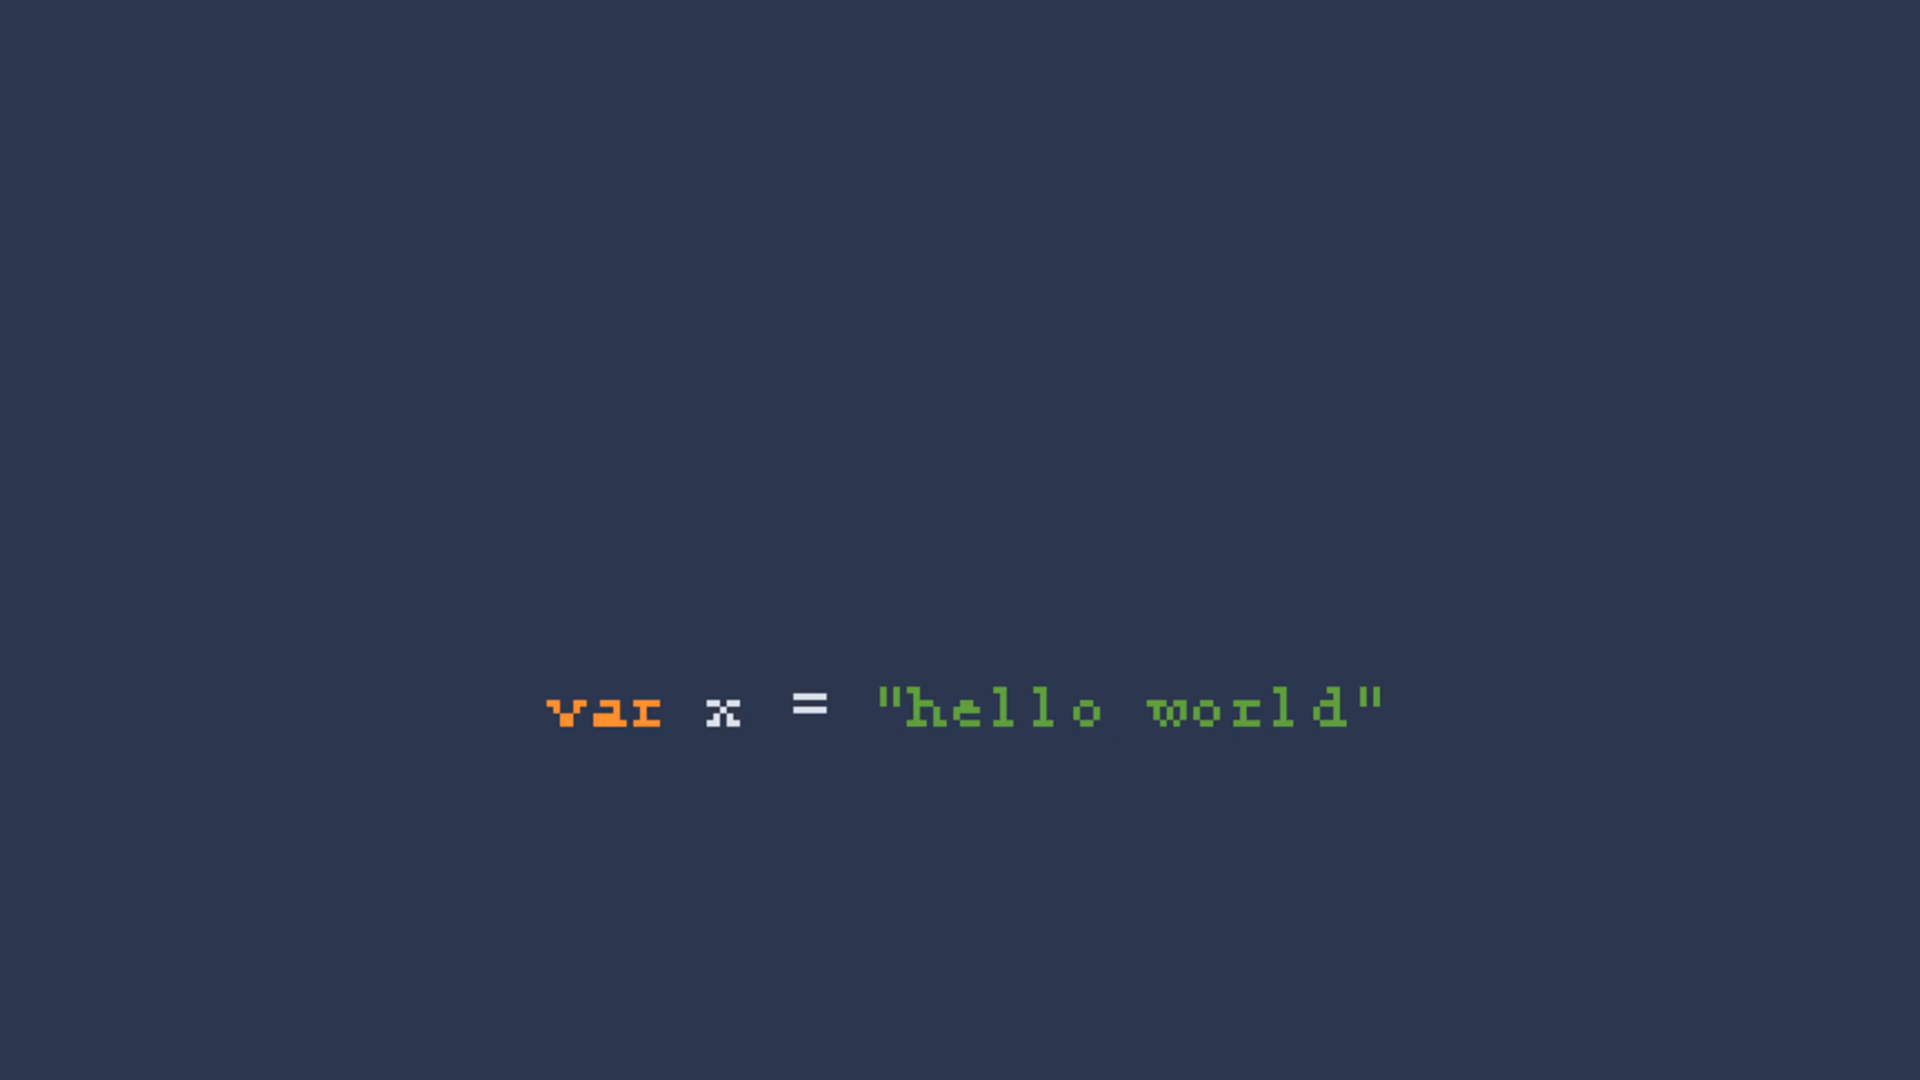 var x = "hello world"